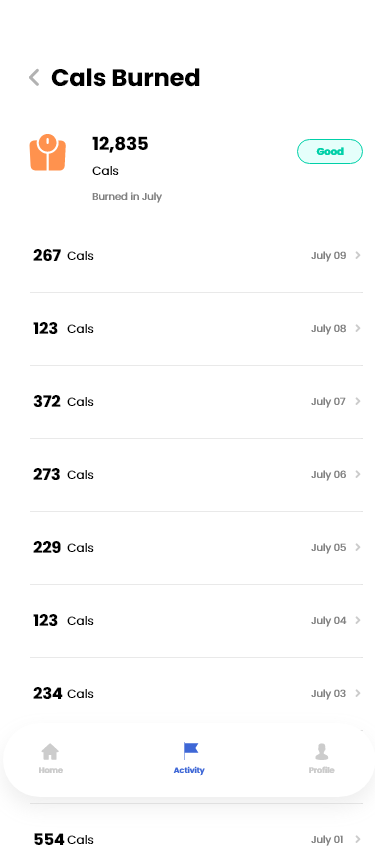 Cals Burned
12,835
Good
Cals
Burned in July
267 Cals July 09
123 Cals July 08
372 Cals July 07
273 Cals July 06
229 Cals July 05
123 Cals July 04
234 Cals July 03
Home Activity Profile
554 Cals July 01